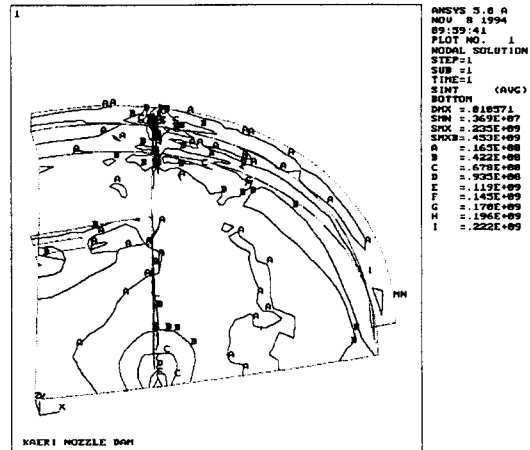 1
ANSYS 5.0 A
NOV 8 1994
09:59:41
PLOT NO. 1
NODAL SOLUTION
STEP=1
SUB =1
TIME=1
SINT (AVG)
BOTTOM
DMX =.010571
SMN =.369E+07
SMX =.235E+09
SMXB=.453E+09
A =.165E+08
B =.422E+08
C =.678E+08
D =.935E+08
E =.119E+09
F =.145E+09
G =.170E+09
H =.196E+09
I =.222E+09
MN
X
KAERI NOZZLE DAM